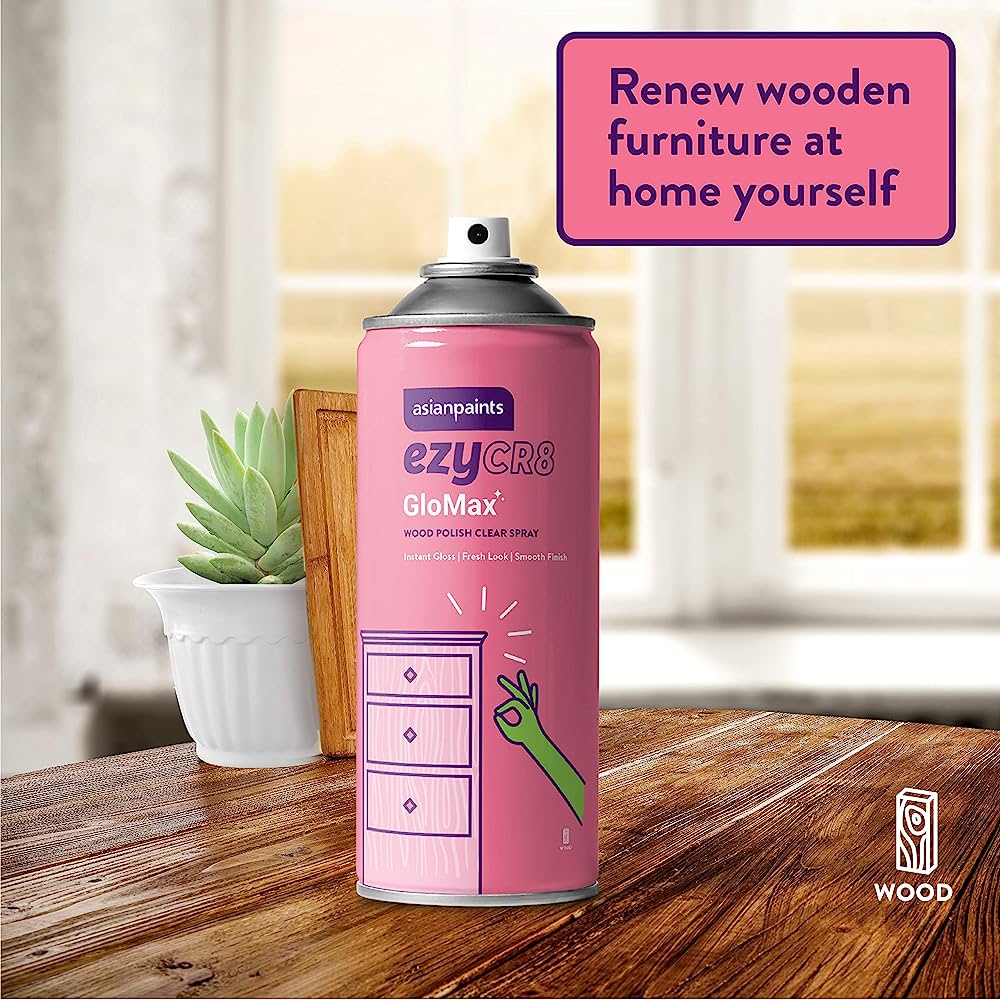 Renew wooden
furniture at
home yourself
asianpaints
ezyCR8
GloMax
WOOD POLISH CLEAR SPRAY
Instant Gloss | Fresh Look | Smooth Finish
WOOD
WOOD